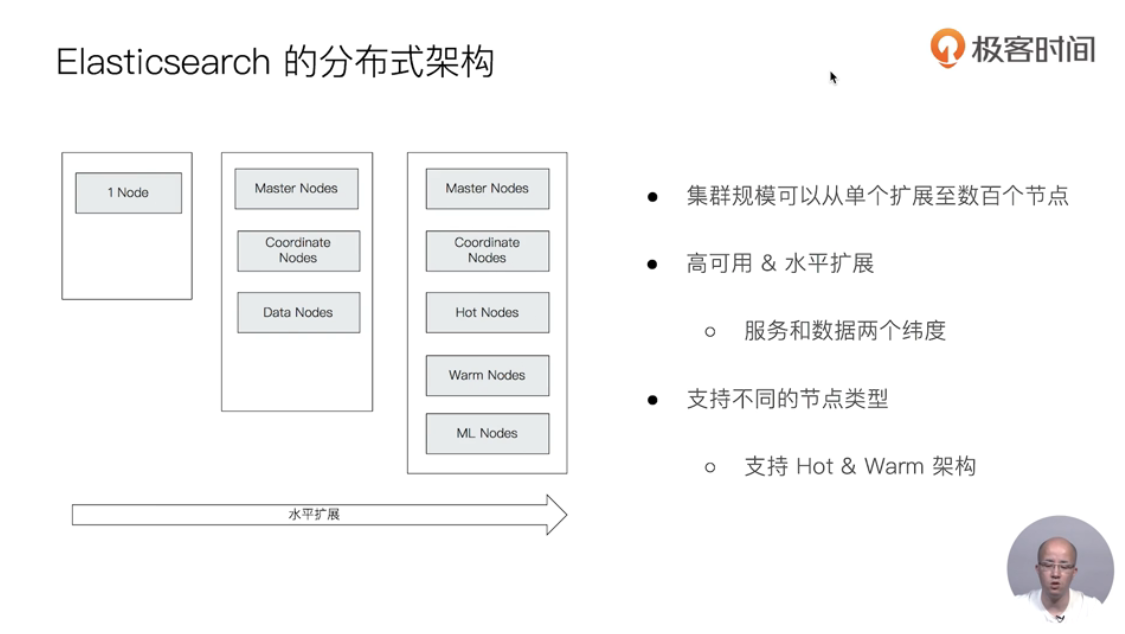 Elasticsearch 的分布式架构
极客时间
1 Node
Master Nodes
Coordinate
Nodes
Data Nodes
Master Nodes
Coordinate
Nodes
Hot Nodes
Warm Nodes
ML Nodes
水平扩展
集群规模可以从单个扩展至数百个节点
高可用 & 水平扩展
服务和数据两个纬度
支持不同的节点类型
支持 Hot & Warm 架构